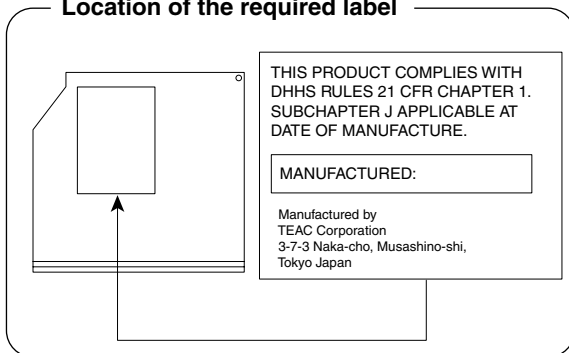 Location of the required label
THIS PRODUCT COMPLIES WITH
DHHS RULES 21 CFR CHAPTER 1.
SUBCHAPTER J APPLICABLE AT
DATE OF MANUFACTURE.
MANUFACTURED:
Manufactured by
TEAC Corporation
3-7-3 Naka-cho, Musashino-shi,
Tokyo Japan